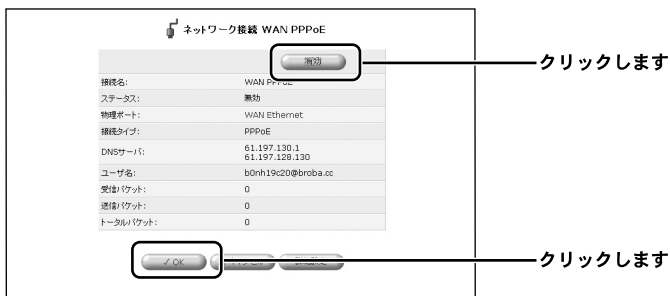 ネットワーク接続 WAN PPPoE
有効
クリックします
接続名: WAN PPPoE
ステータス: 無効
物理ポート: WAN Ethernet
接続タイプ: PPPoE
DNSサーバ: 61.197.130.1
61.197.128.130
ユーザ名: b0nh19c20@broba.cc
受信パケット: 0
送信パケット: 0
トータルパケット: 0
✓ OK
クリックします